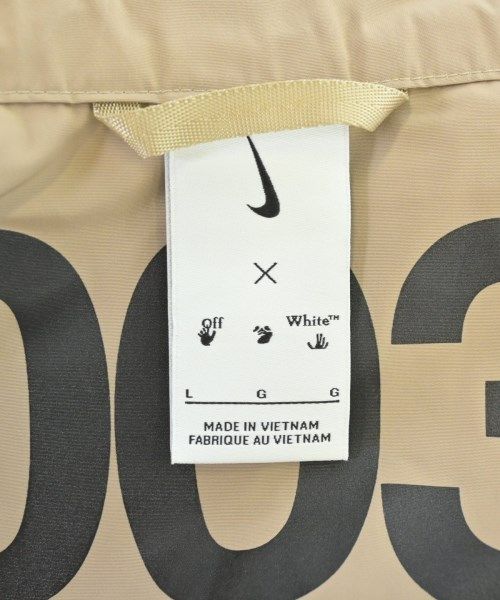 ×
Off White™
L G G
MADE IN VIETNAM
FABRIQUE AU VIETNAM
003